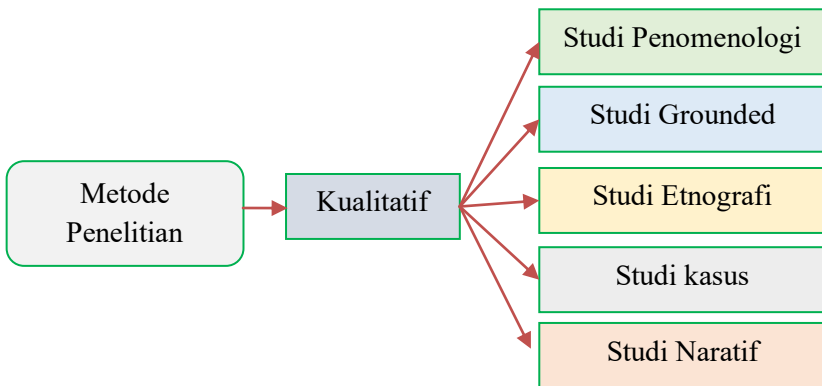 Metode
Penelitian
Kualitatif
Studi Penomenologi
Studi Grounded
Studi Etnografi
Studi kasus
Studi Naratif